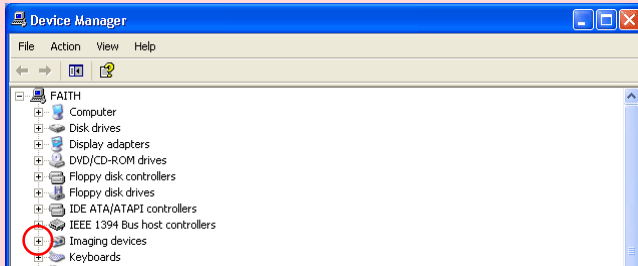 Device Manager
File Action View Help
FAITH
Computer
Disk drives
Display adapters
DVD/CD-ROM drives
Floppy disk controllers
Floppy disk drives
IDE ATA/ATAPI controllers
IEEE 1394 Bus host controllers
Imaging devices
Keyboards